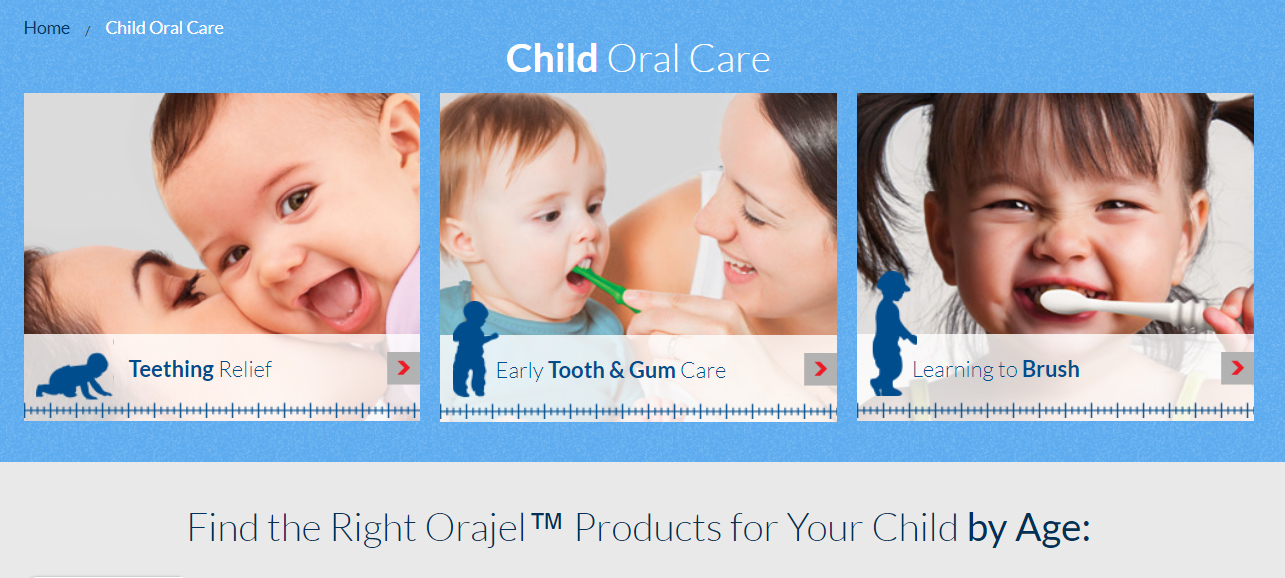 Home / Child Oral Care
Child Oral Care
Teething Relief
Early Tooth & Gum Care
Learning to Brush
Find the Right Orajel™ Products for Your Child by Age: